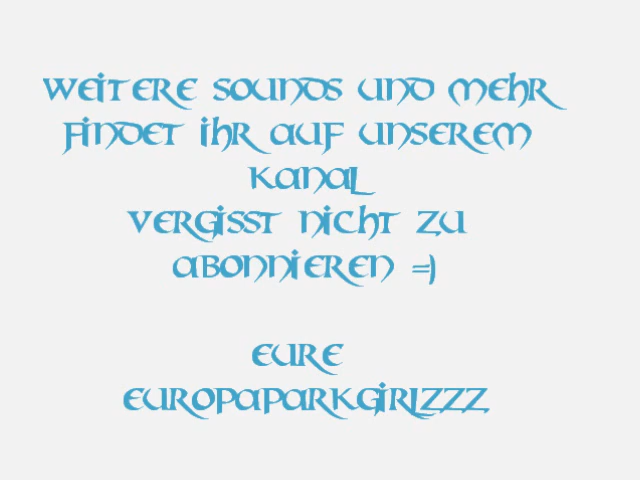 Weitere Sounds und mehr
findet ihr auf unserem
Kanal
Vergisst nicht zu
abonnieren =)
Eure
Europaparkgirlzzz